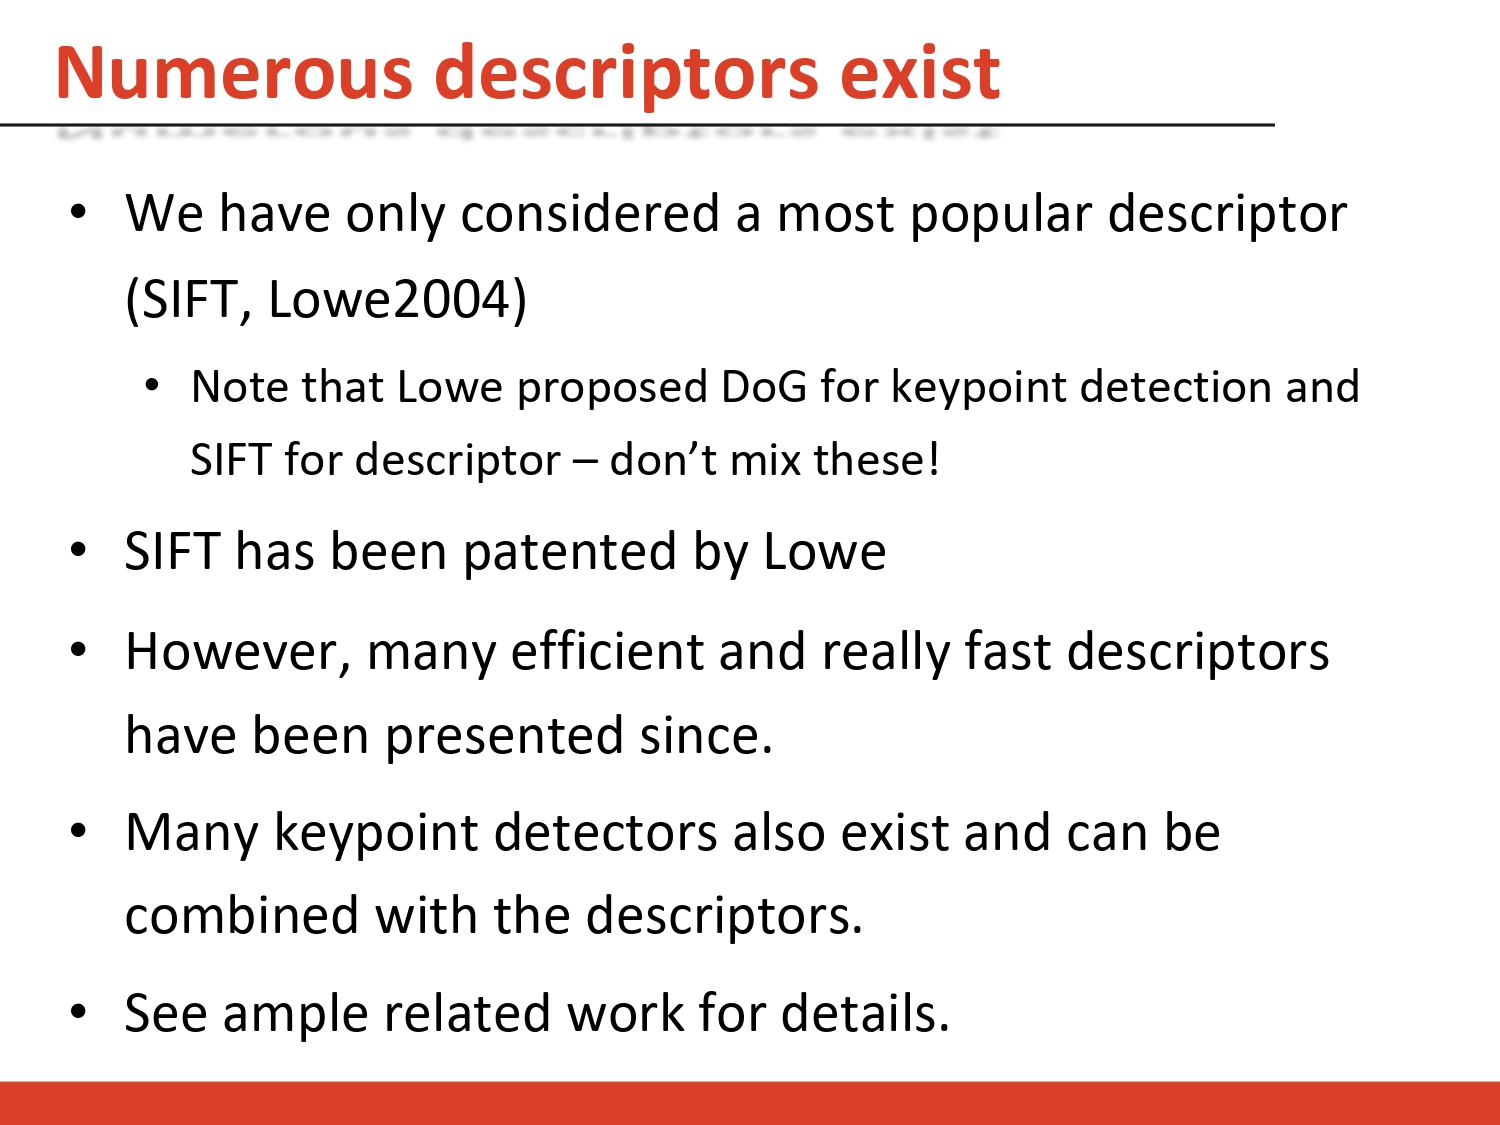 Numerous descriptors exist
• We have only considered a most popular descriptor
(SIFT, Lowe2004)
• Note that Lowe proposed DoG for keypoint detection and
SIFT for descriptor – don’t mix these!
• SIFT has been patented by Lowe
• However, many efficient and really fast descriptors
have been presented since.
• Many keypoint detectors also exist and can be
combined with the descriptors.
• See ample related work for details.